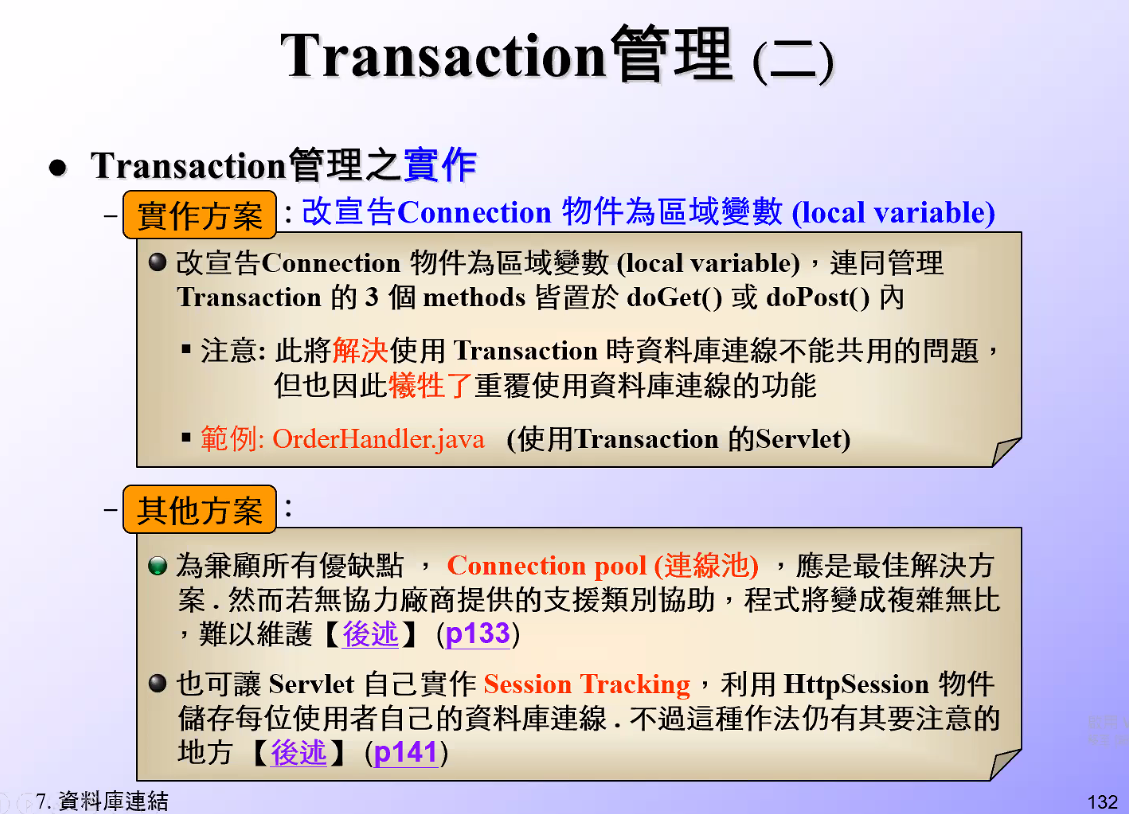 Transaction管理 (二)
● Transaction管理之實作
– 實作方案 : 改宣告Connection 物件為區域變數 (local variable)
改宣告Connection 物件為區域變數 (local variable)，連同管理
Transaction 的 3 個 methods 皆置於 doGet() 或 doPost() 內
▪ 注意: 此將解決使用 Transaction 時資料庫連線不能共用的問題，
但也因此犧牲了重覆使用資料庫連線的功能
▪ 範例: OrderHandler.java (使用Transaction 的Servlet)
– 其他方案 :
為兼顧所有優缺點 ， Connection pool (連線池) ，應是最佳解決方
案 . 然而若無協力廠商提供的支援類別協助，程式將變成複雜無比
，難以維護【後述】 (p133)
也可讓 Servlet 自己實作 Session Tracking，利用 HttpSession 物件
儲存每位使用者自己的資料庫連線 . 不過這種作法仍有其要注意的
地方 【後述】 (p141)
7. 資料庫連結
132